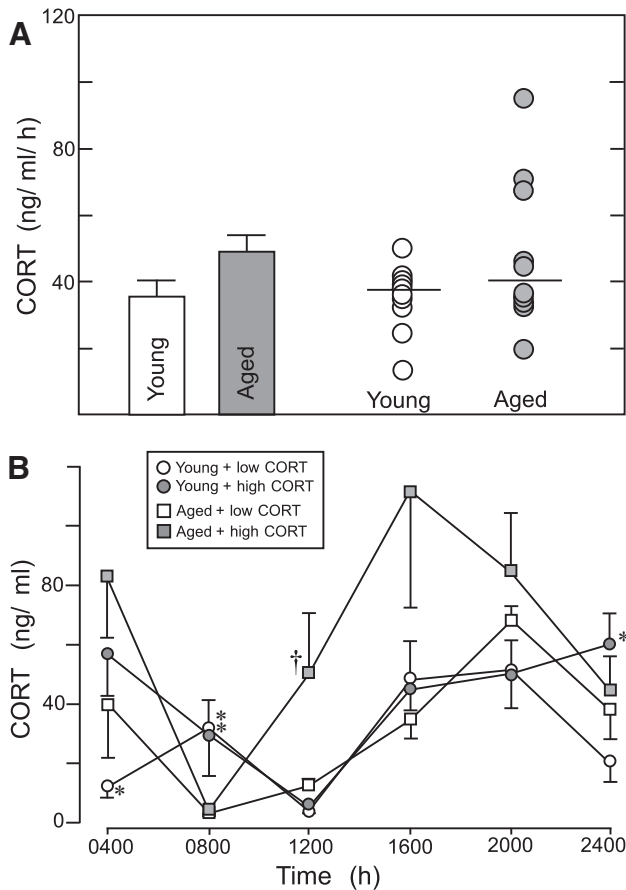 A
120
80
40
CORT (ng/ ml/ h)
Young
Aged
Young
Aged
B
Young + low CORT
Young + high CORT
Aged + low CORT
Aged + high CORT
80
40
0
CORT (ng/ ml)
†
*
*
*
*
0400
0800
1200
1600
2000
2400
Time (h)